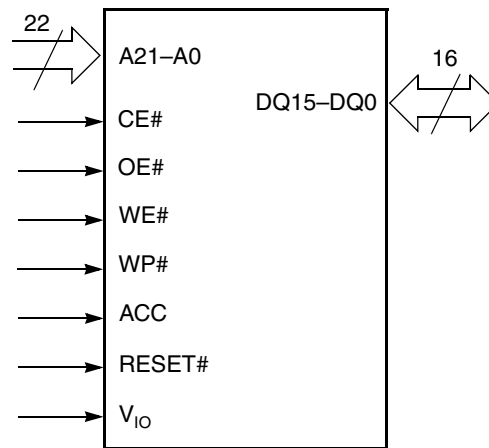 22
A21–A0
16
DQ15–DQ0
CE#
OE#
WE#
WP#
ACC
RESET#
VIO